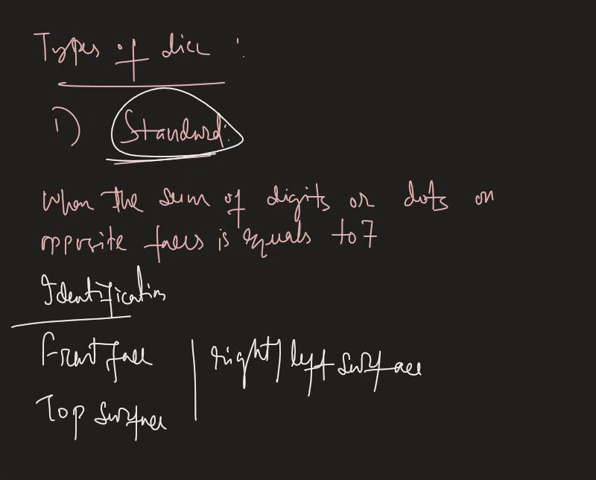 Types of dice :
1) Standard:
When the sum of digits or dots on
opposite faces is equals to 7
Identification
Front face | right/left surface
Top surface